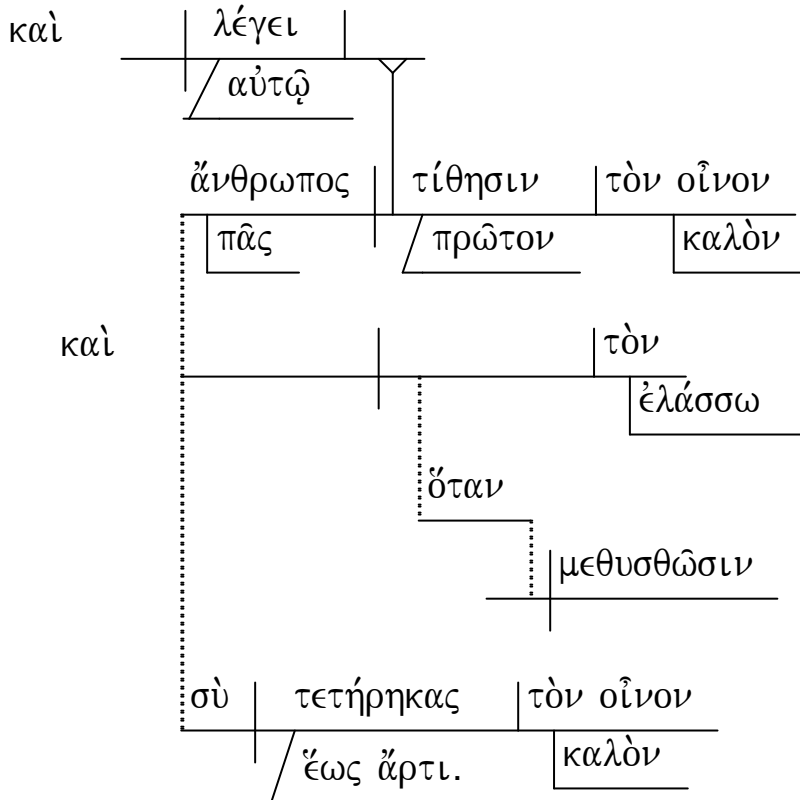 καὶ λέγει
αὐτῷ
ἄνθρωπος τίθησιν τὸν οἶνον
πᾶς πρῶτον καλὸν
καὶ τὸν
ἐλάσσω
ὅταν
μεθυσθῶσιν
σὺ τετήρηκας τὸν οἶνον
ἕως ἄρτι. καλὸν